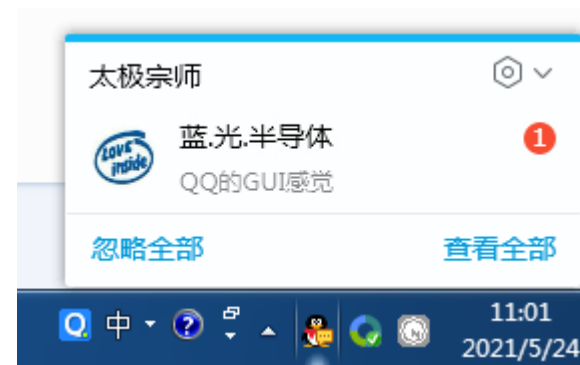 太极宗师
蓝.光.半导体
1
love inside
QQ的GUI感觉
忽略全部
查看全部
中
11:01
2021/5/24